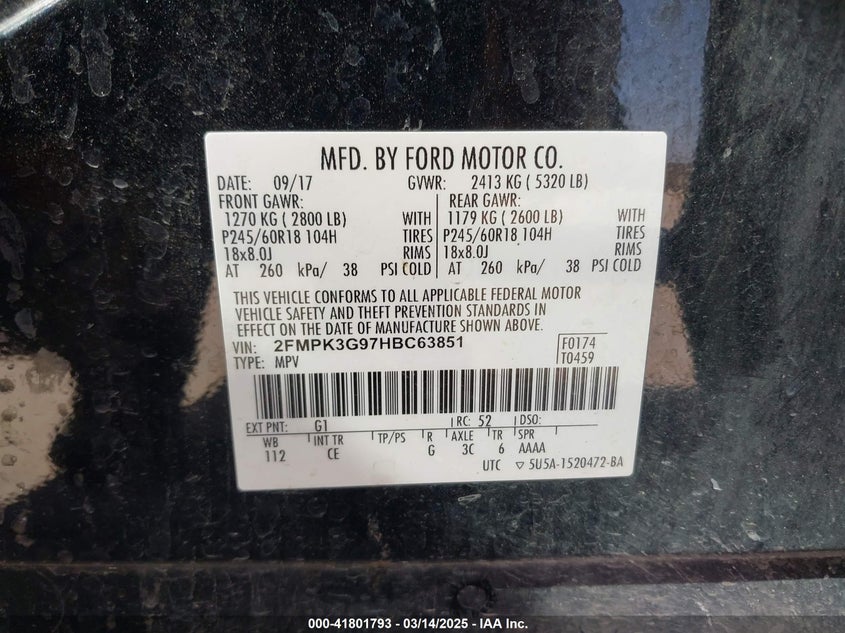 MFD. BY FORD MOTOR CO.
DATE: 09/17 GVWR: 2413 KG ( 5320 LB)
FRONT GAWR: REAR GAWR:
1270 KG ( 2800 LB) WITH 1179 KG ( 2600 LB) WITH
P245/60R18 104H TIRES P245/60R18 104H TIRES
18x8.0J RIMS 18x8.0J RIMS
AT 260 kPa/ 38 PSI COLD AT 260 kPa/ 38 PSI COLD
THIS VEHICLE CONFORMS TO ALL APPLICABLE FEDERAL MOTOR
VEHICLE SAFETY AND THEFT PREVENTION STANDARDS IN
EFFECT ON THE DATE OF MANUFACTURE SHOWN ABOVE.
VIN: 2FMPK3G97HBC63851 F0174
TYPE: MPV T0459
EXT PNT: G1 RC: 52 DSO:
WB INT TR TP/PS R AXLE TR SPR
112 CE G 3C 6 AAAA
UTC ▽ 5U5A-1520472-BA
000-41801793 — 03/14/2025 — IAA Inc.